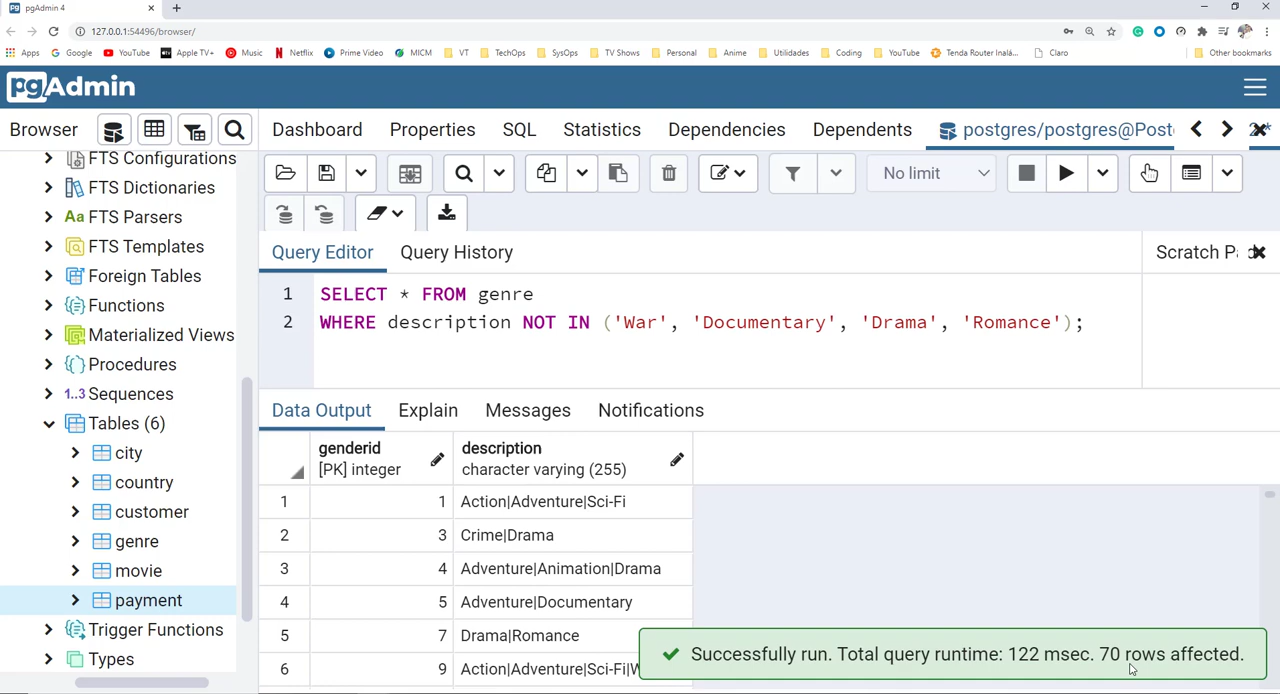 pgAdmin 4
127.0.0.1:54496/browser/
Apps Google YouTube Apple TV+ Music Netflix Prime Video MICM VT TechOps SysOps TV Shows Personal Anime Utilidades Coding YouTube Tenda Router Inalá... Claro Other bookmarks
pgAdmin
Browser Dashboard Properties SQL Statistics Dependencies Dependents postgres/postgres@Post
FTS Configurations
FTS Dictionaries
FTS Parsers
FTS Templates
Foreign Tables
Functions
Materialized Views
Procedures
1..3 Sequences
Tables (6)
city
country
customer
genre
movie
payment
Trigger Functions
Types
No limit
Query Editor Query History Scratch P
1 SELECT * FROM genre
2 WHERE description NOT IN ('War', 'Documentary', 'Drama', 'Romance');
Data Output Explain Messages Notifications
genderid description
[PK] integer character varying (255)
1 1 Action|Adventure|Sci-Fi
2 3 Crime|Drama
3 4 Adventure|Animation|Drama
4 5 Adventure|Documentary
5 7 Drama|Romance
6 9 Action|Adventure|Sci-Fi|W
Successfully run. Total query runtime: 122 msec. 70 rows affected.